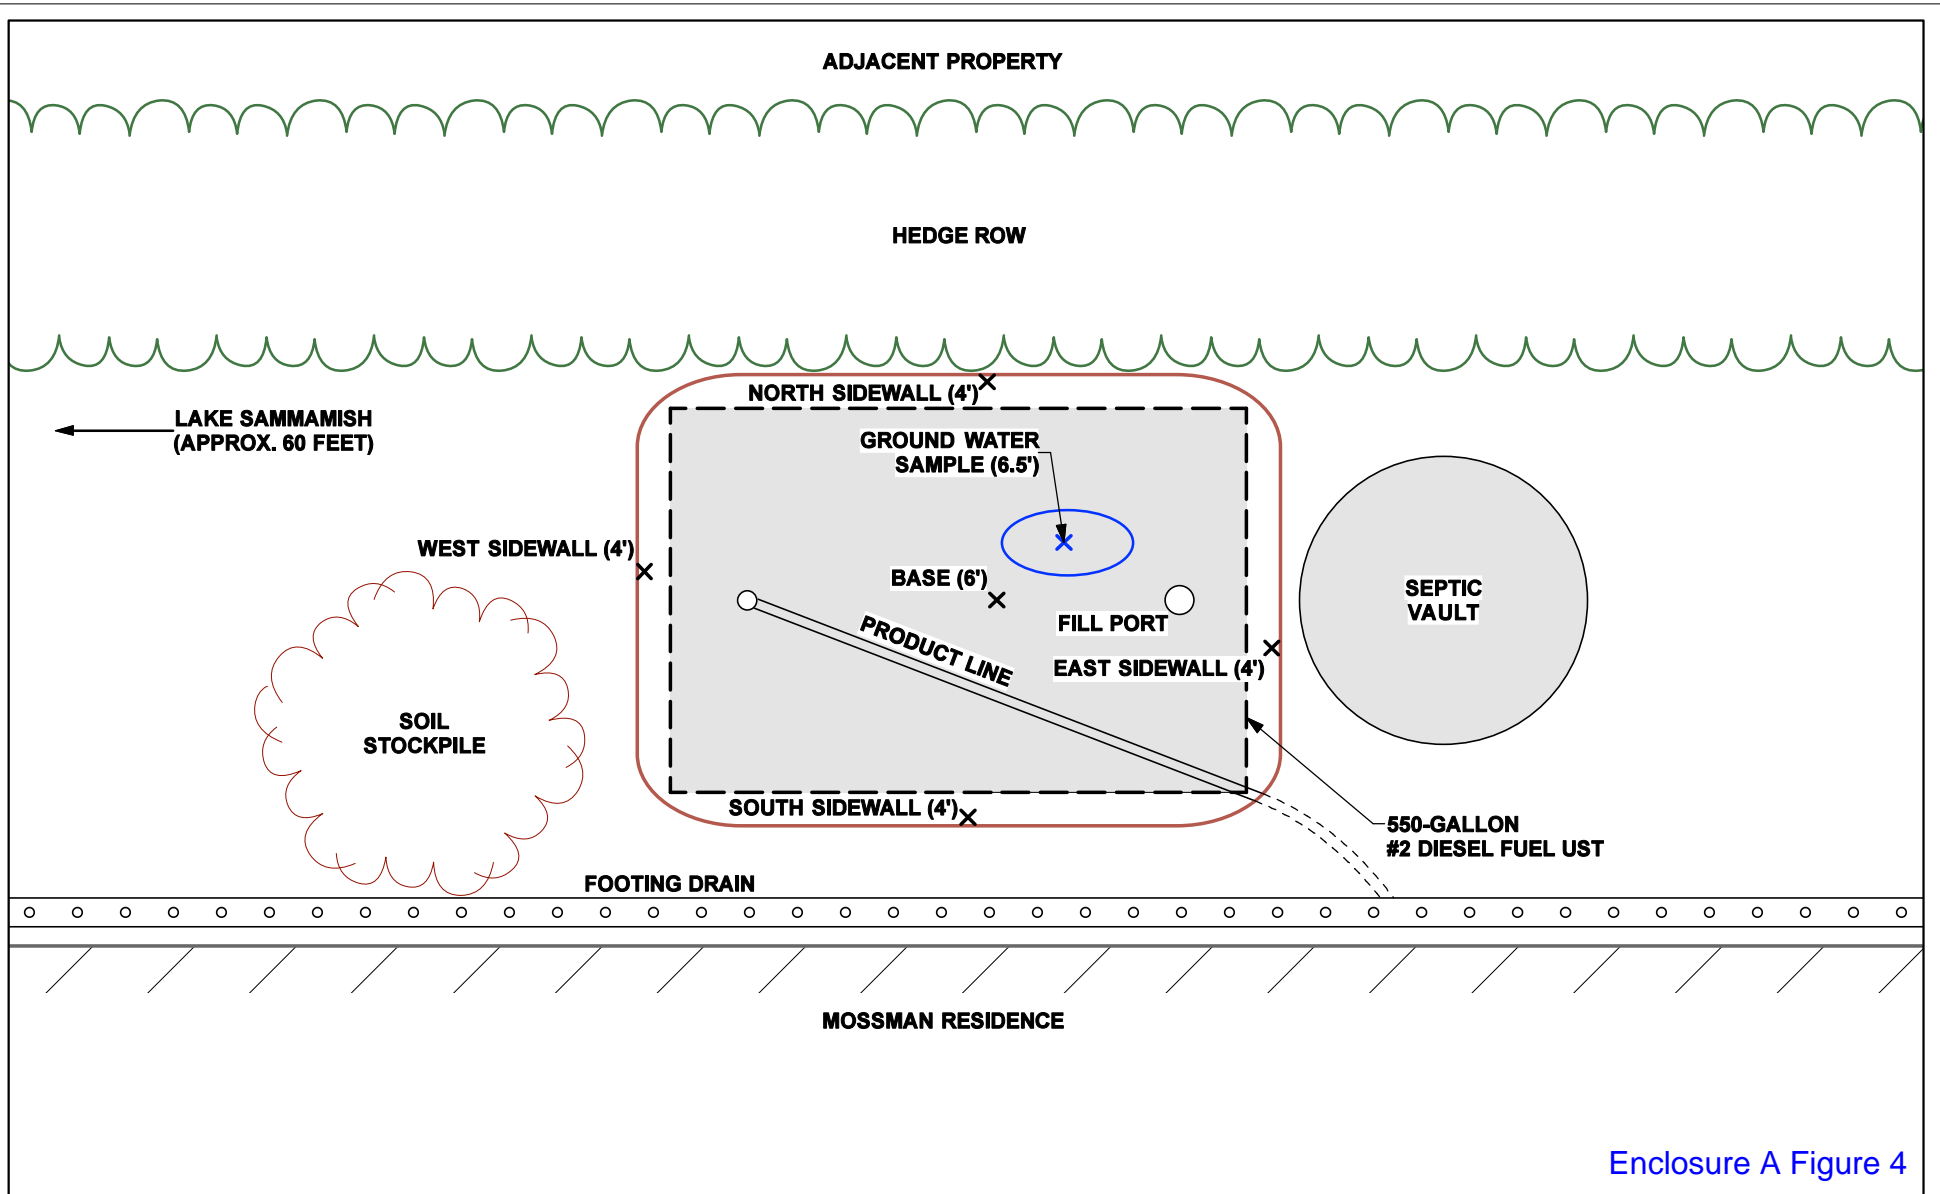 ADJACENT PROPERTY
HEDGE ROW
NORTH SIDEWALL (4')
LAKE SAMMAMISH
(APPROX. 60 FEET)
GROUND WATER
SAMPLE (6.5')
WEST SIDEWALL (4')
BASE (6')
FILL PORT
SEPTIC
VAULT
PRODUCT LINE
EAST SIDEWALL (4')
SOIL
STOCKPILE
SOUTH SIDEWALL (4')
550-GALLON
#2 DIESEL FUEL UST
FOOTING DRAIN
MOSSMAN RESIDENCE
Enclosure A Figure 4